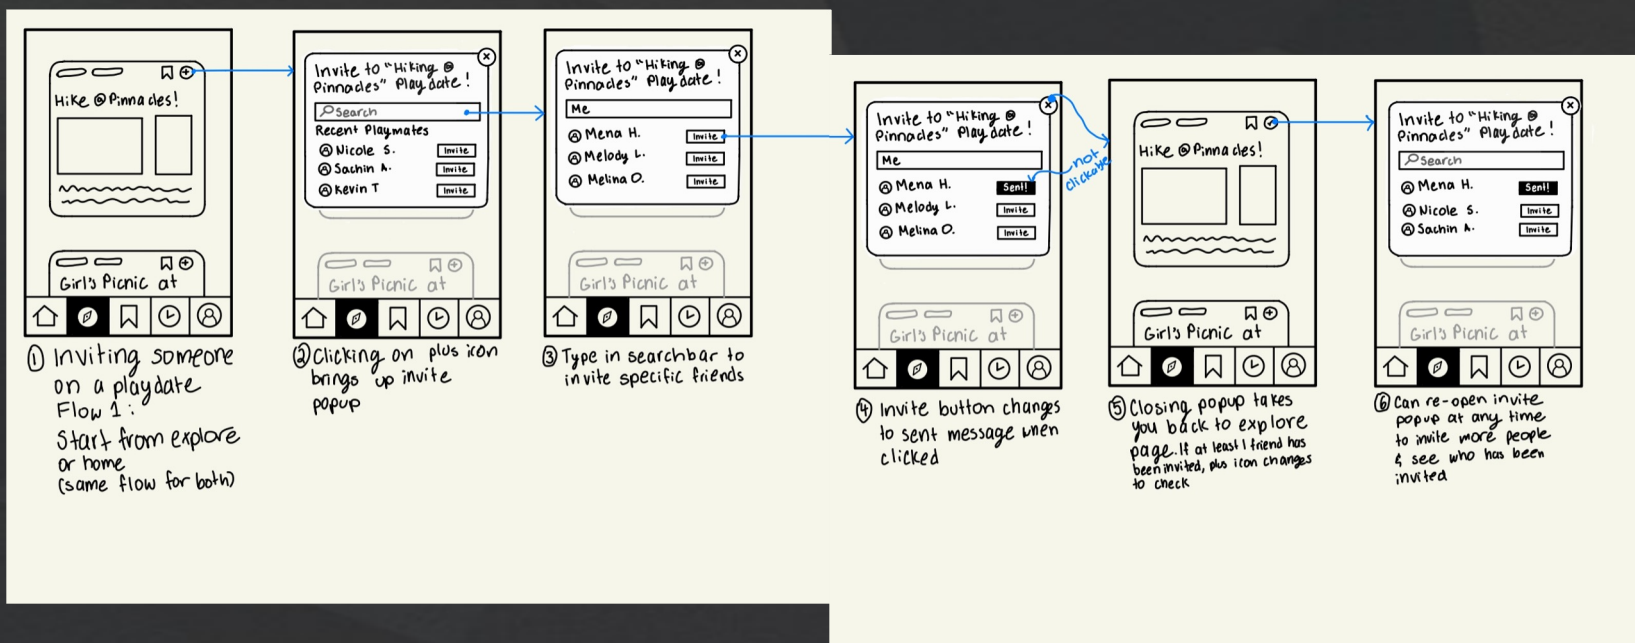 Hike @ Pinnacles!
Girl's Picnic at
① Inviting someone
on a playdate
Flow 1:
Start from explore
or home
(same flow for both)
Invite to "Hiking @
Pinnacles" Playdate!
Search
Recent Playmates
Nicole S. Invite
Sachin A. Invite
Kevin T Invite
Girl's Picnic at
② Clicking on plus icon
brings up invite
popup
Invite to "Hiking @
Pinnacles" Playdate!
Me
Mena H. Invite
Melody L. Invite
Melina O. Invite
Girl's Picnic at
③ Type in searchbar to
invite specific friends
Invite to "Hiking @
Pinnacles" Playdate!
Me
Mena H. Sent!
Melody L. Invite
Melina O. Invite
Girl's Picnic at
④ Invite button changes
to sent message when
clicked
not
clickable
Hike @ Pinnacles!
Girl's Picnic at
⑤ Closing popup takes
you back to explore
page. If at least 1 friend has
been invited, plus icon changes
to check
Invite to "Hiking @
Pinnacles" Playdate!
Search
Mena H. Sent!
Nicole S. Invite
Sachin A. Invite
Girl's Picnic at
⑥ Can re-open invite
popup at any time
to invite more people
& see who has been
invited